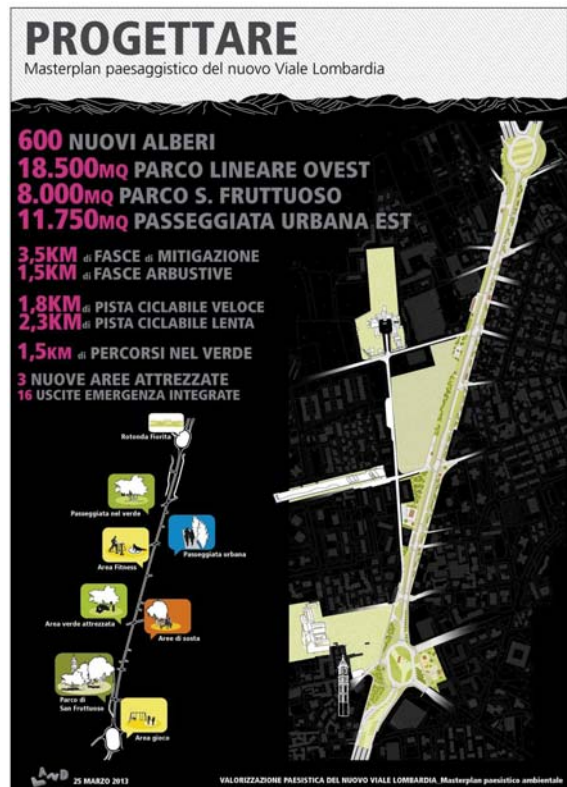 PROGETTARE
Masterplan paesaggistico del nuovo Viale Lombardia
600 NUOVI ALBERI
18.500MQ PARCO LINEARE OVEST
8.000MQ PARCO S. FRUTTUOSO
11.750MQ PASSEGGIATA URBANA EST
3,5KM di FASCE di MITIGAZIONE
1,5KM di FASCE ARBUSTIVE
1,8KM di PISTA CICLABILE VELOCE
2,3KM di PISTA CICLABILE LENTA
1,5KM di PERCORSI NEL VERDE
3 NUOVE AREE ATTREZZATE
16 USCITE EMERGENZA INTEGRATE
Rotonda Fiorita
Passeggiata nel verde
Passeggiata urbana
Area Fitness
Area verde attrezzata
Aree di sosta
Parco di
San Fruttuoso
Area gioco
LAND 25 MARZO 2013
VALORIZZAZIONE PAESISTICA DEL NUOVO VIALE LOMBARDIA_Masterplan paesistico ambientale